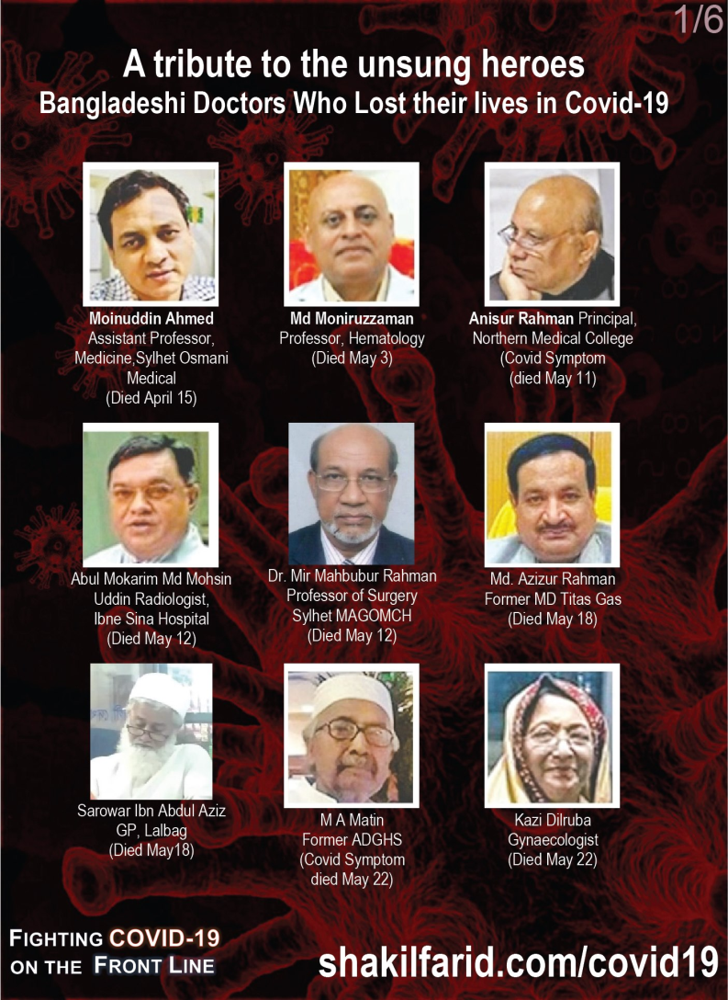 1/6
A tribute to the unsung heroes
Bangladeshi Doctors Who Lost their lives in Covid-19
Moinuddin Ahmed
Assistant Professor,
Medicine,Sylhet Osmani
Medical
(Died April 15)
Md Moniruzzaman
Professor, Hematology
(Died May 3)
Anisur Rahman Principal,
Northern Medical College
(Covid Symptom
(died May 11)
Abul Mokarim Md Mohsin
Uddin Radiologist,
Ibne Sina Hospital
(Died May 12)
Dr. Mir Mahbubur Rahman
Professor of Surgery
Sylhet MAGOMCH
(Died May 12)
Md. Azizur Rahman
Former MD Titas Gas
(Died May 18)
Sarowar Ibn Abdul Aziz
GP, Lalbag
(Died May18)
M A Matin
Former ADGHS
(Covid Symptom
died May 22)
Kazi Dilruba
Gynaecologist
(Died May 22)
FIGHTING COVID-19
ON THE FRONT LINE
shakilfarid.com/covid19